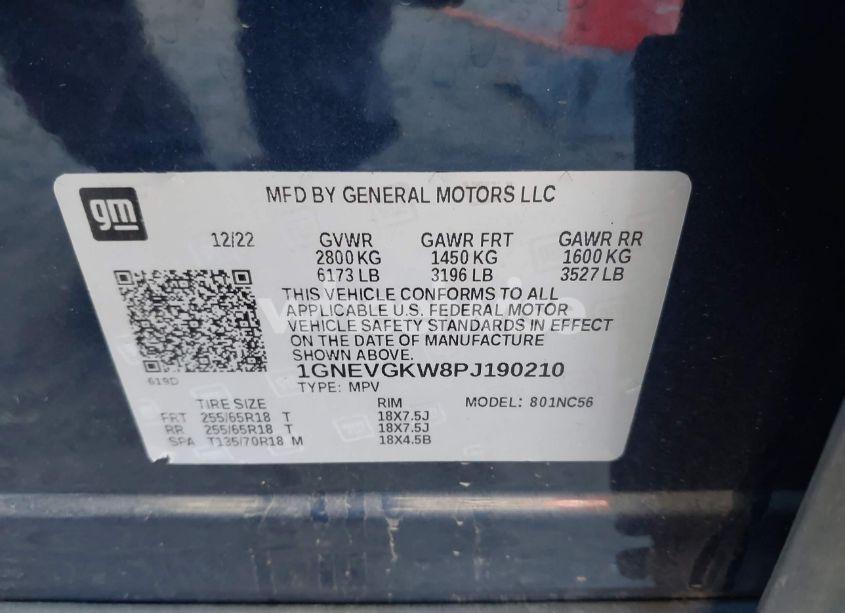 gm
MFD BY GENERAL MOTORS LLC
12/22 GVWR GAWR FRT GAWR RR
2800 KG 1450 KG 1600 KG
6173 LB 3196 LB 3527 LB
THIS VEHICLE CONFORMS TO ALL
APPLICABLE U.S. FEDERAL MOTOR
VEHICLE SAFETY STANDARDS IN EFFECT
ON THE DATE OF MANUFACTURE
SHOWN ABOVE.
1GNEVGKW8PJ190210
619D
TYPE: MPV
TIRE SIZE RIM MODEL: 801NC56
FRT 255/65R18 T 18X7.5J
RR 255/65R18 T 18X7.5J
SPA T135/70R18 M 18X4.5B